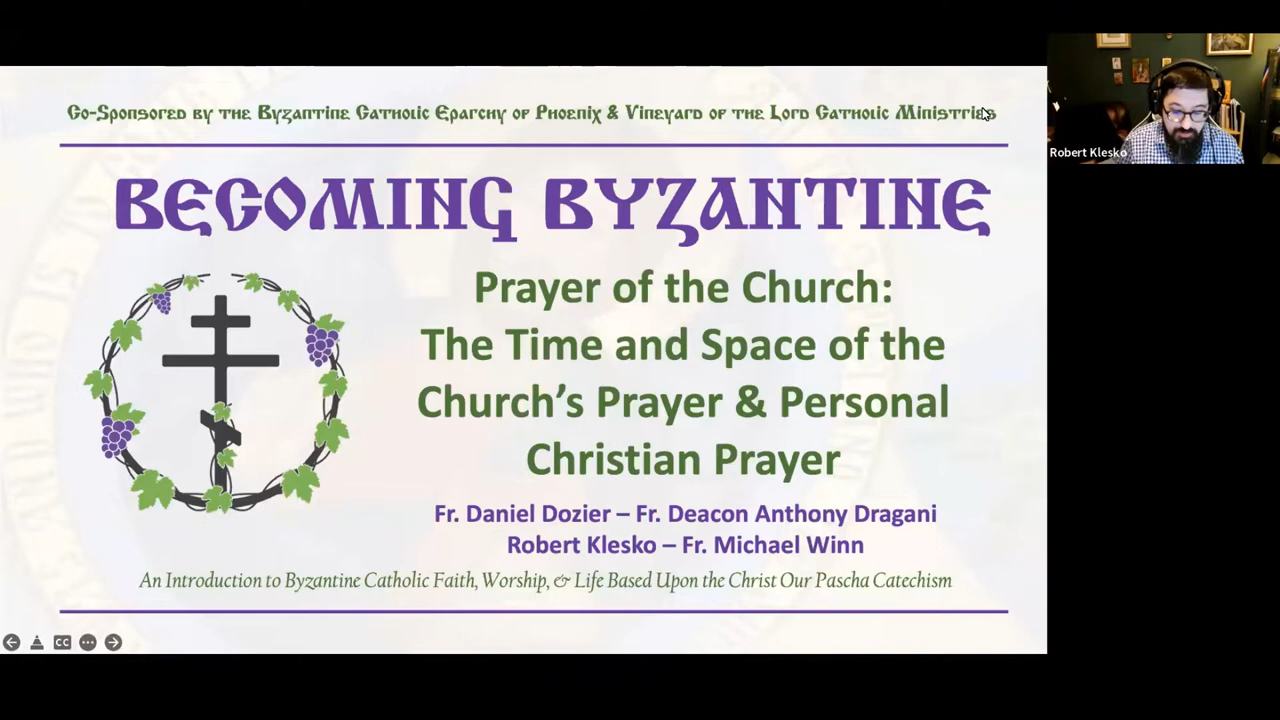 Co-Sponsored by the Byzantine Catholic Eparchy of Phoenix & Vineyard of the Lord Catholic Ministries
BECOMING BYZANTINE
Prayer of the Church:
The Time and Space of the
Church's Prayer & Personal
Christian Prayer
Fr. Daniel Dozier – Fr. Deacon Anthony Dragani
Robert Klesko – Fr. Michael Winn
An Introduction to Byzantine Catholic Faith, Worship, & Life Based Upon the Christ Our Pascha Catechism
CC
Robert Klesko